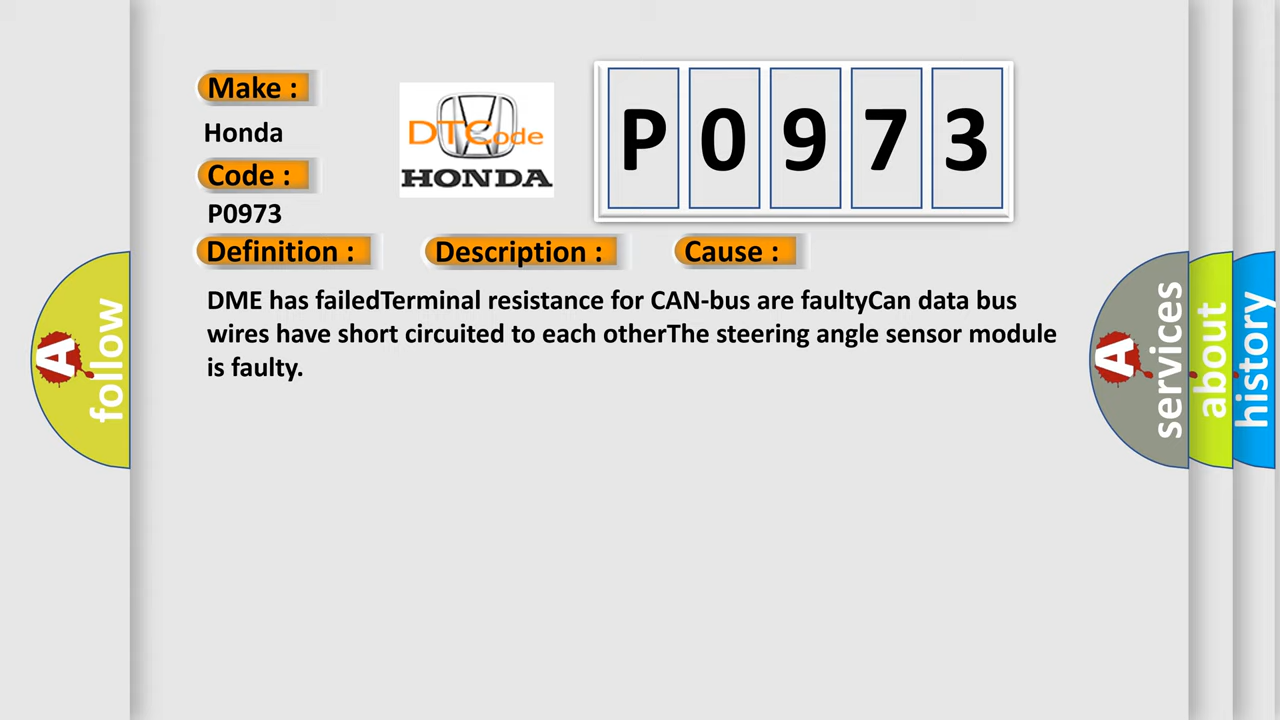 Make :
Honda
Code :
P0973
DTCode
HONDA
P0973
Definition :
Description :
Cause :
DME has failedTerminal resistance for CAN-bus are faultyCan data bus
wires have short circuited to each otherThe steering angle sensor module
is faulty.
A follow
A services
about
history